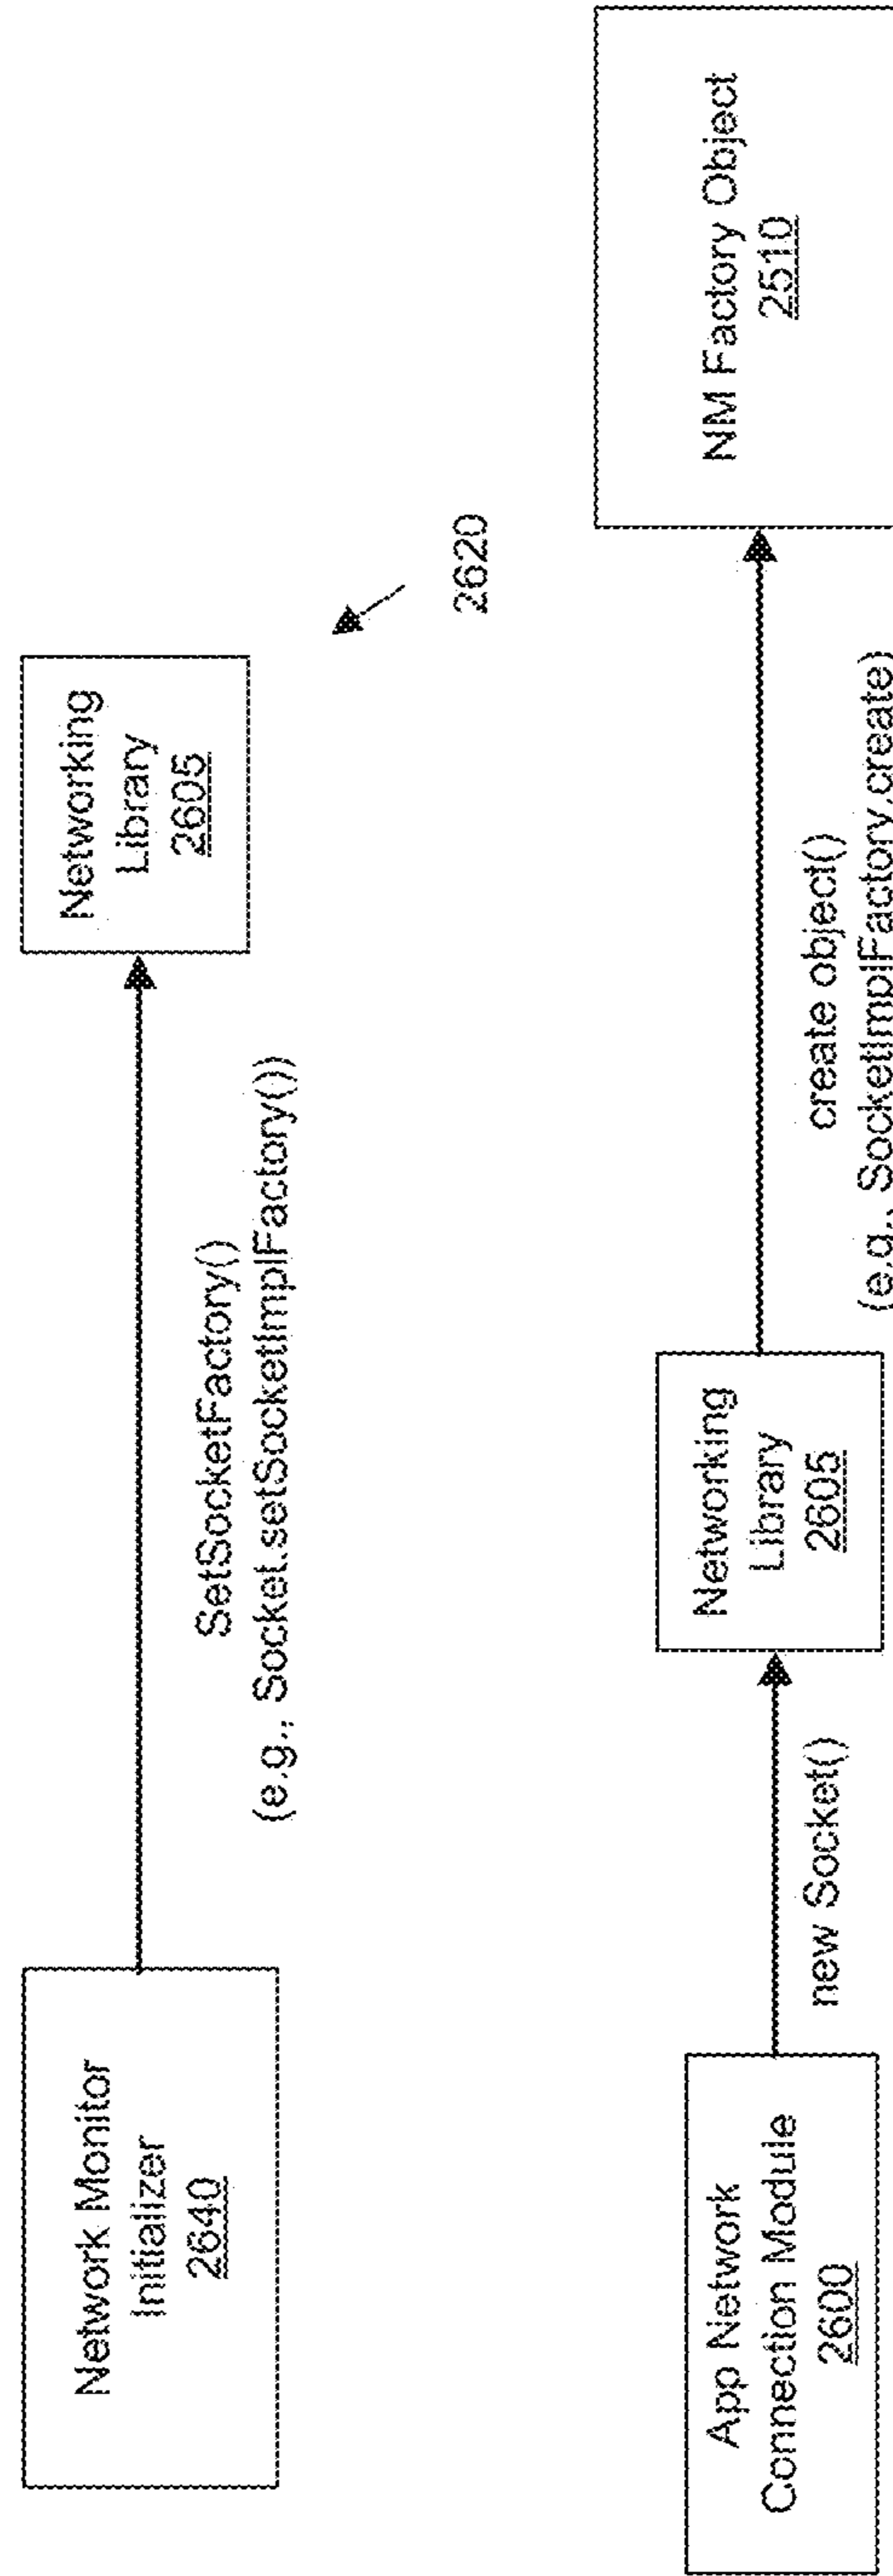 Network Monitor
Initializer
2640
SetSocketFactory()
(e.g., Socket.setSocketImplFactory())
Networking
Library
2605
2620
App Network
Connection Module
2600
new Socket()
Networking
Library
2605
create object()
(e.g., SocketImplFactory.create)
NM Factory Object
2510